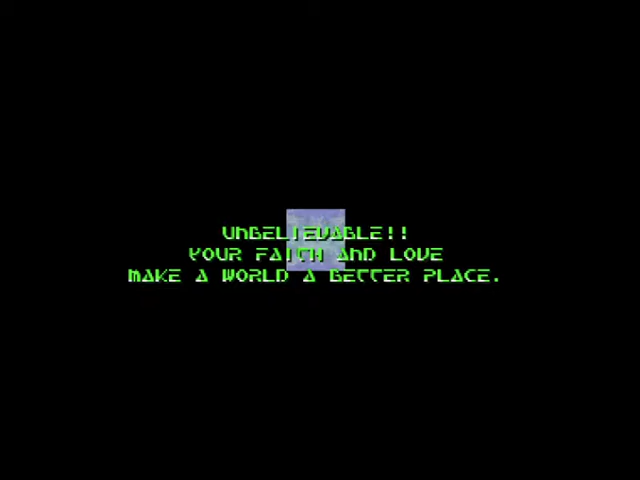 UNBELIEVABLE!!
YOUR FAITH AND LOVE
MAKE A WORLD A BETTER PLACE.